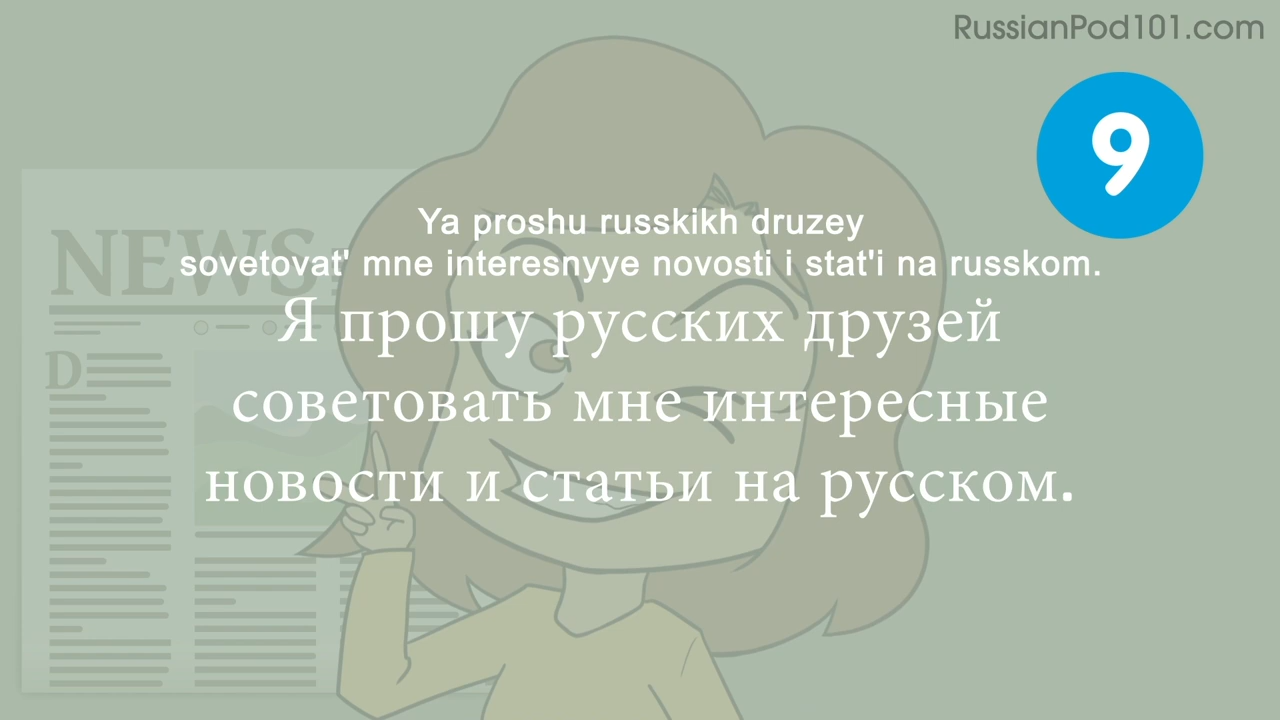 RussianPod101.com
9
Ya proshu russkikh druzey
sovetovat' mne interesnyye novosti i stat'i na russkom.
Я прошу русских друзей
советовать мне интересные
новости и статьи на русском.
NEWS
D